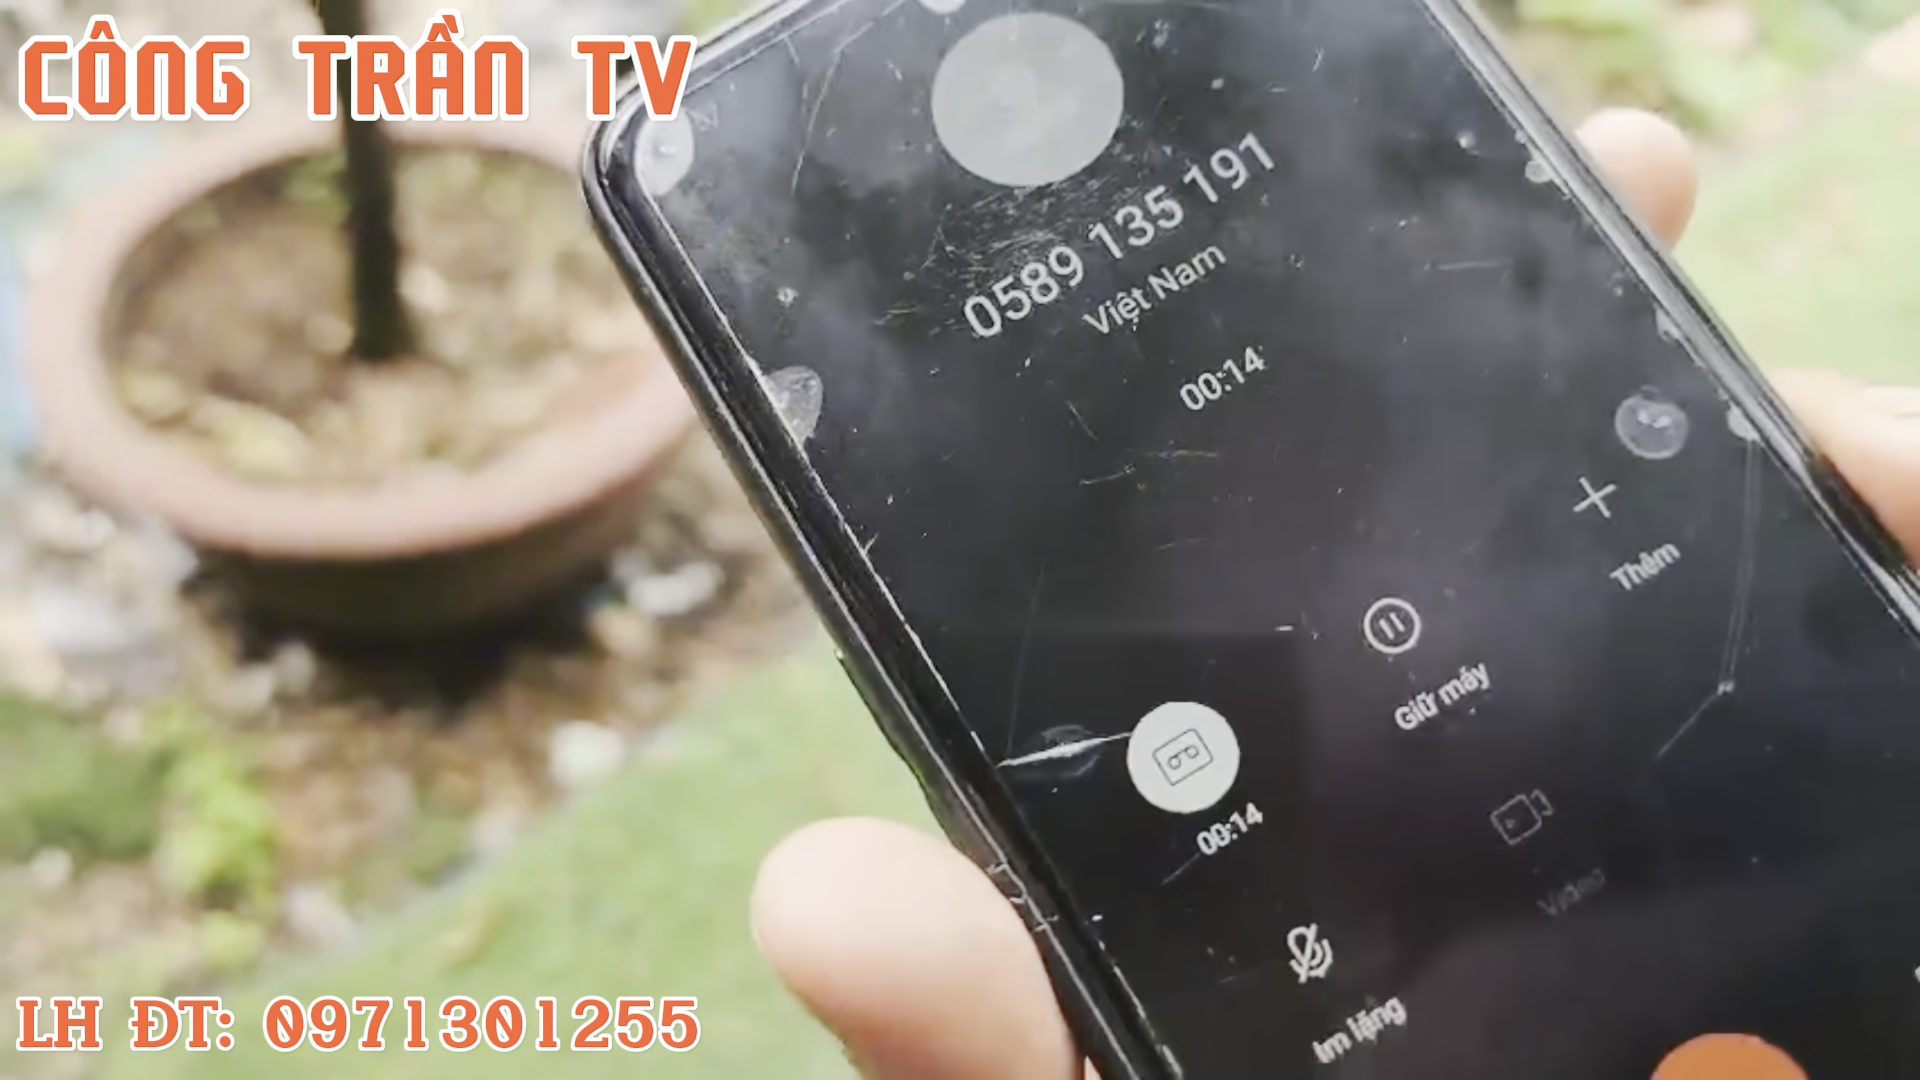 CÔNG TRẦN TV
0589 135 191
Việt Nam
00:14
Thêm
Giữ máy
00:14
Video
Im lặng
LH ĐT: 0971301255